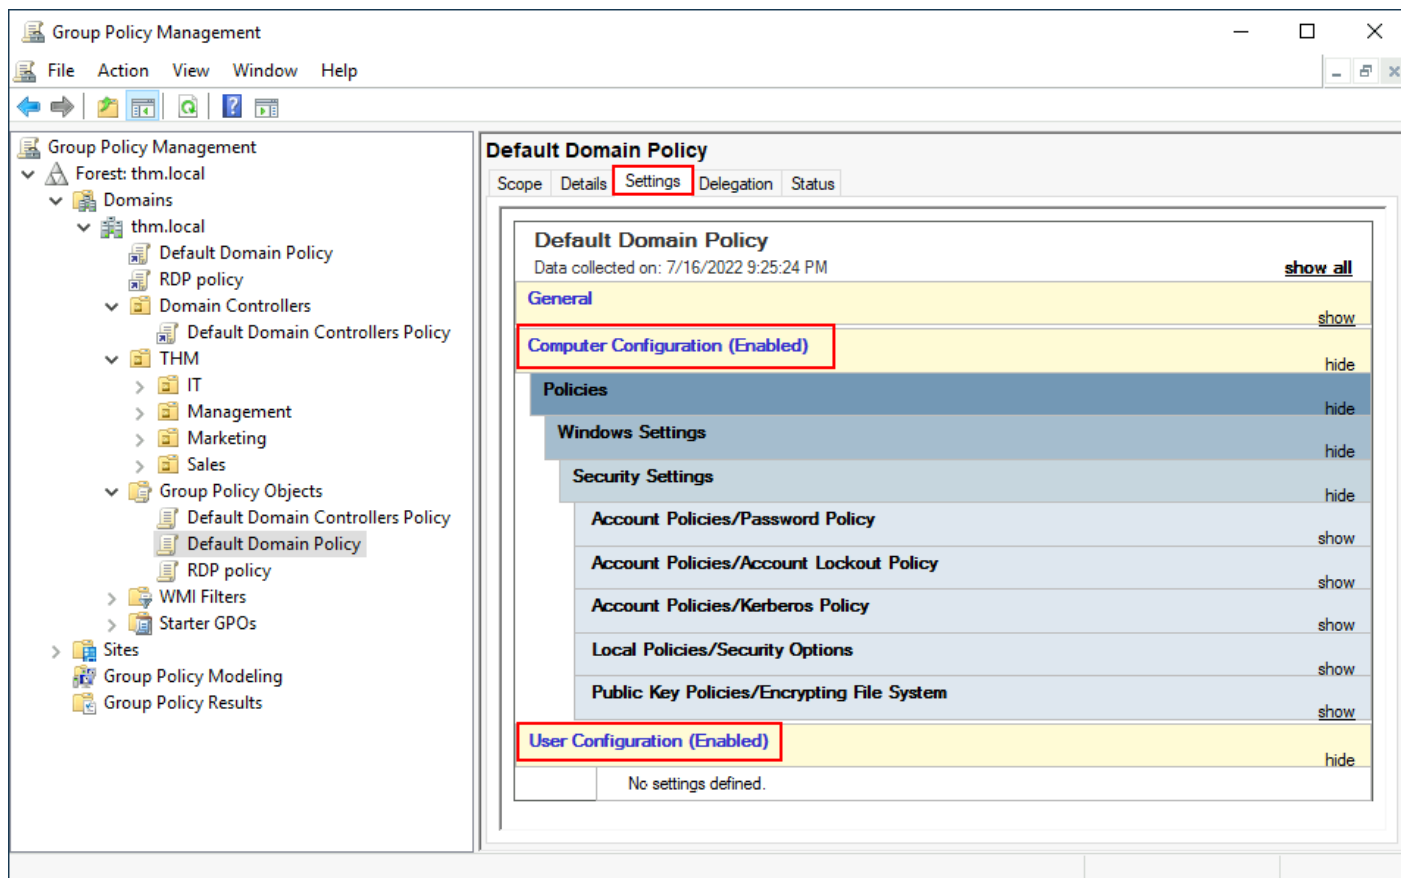 Group Policy Management
File Action View Window Help
Group Policy Management
Forest: thm.local
Domains
thm.local
Default Domain Policy
RDP policy
Domain Controllers
Default Domain Controllers Policy
THM
IT
Management
Marketing
Sales
Group Policy Objects
Default Domain Controllers Policy
Default Domain Policy
RDP policy
WMI Filters
Starter GPOs
Sites
Group Policy Modeling
Group Policy Results
Default Domain Policy
Scope Details Settings Delegation Status
Default Domain Policy
Data collected on: 7/16/2022 9:25:24 PM show all
General
show
Computer Configuration (Enabled)
hide
Policies
hide
Windows Settings
hide
Security Settings
hide
Account Policies/Password Policy
show
Account Policies/Account Lockout Policy
show
Account Policies/Kerberos Policy
show
Local Policies/Security Options
show
Public Key Policies/Encrypting File System
show
User Configuration (Enabled)
hide
No settings defined.